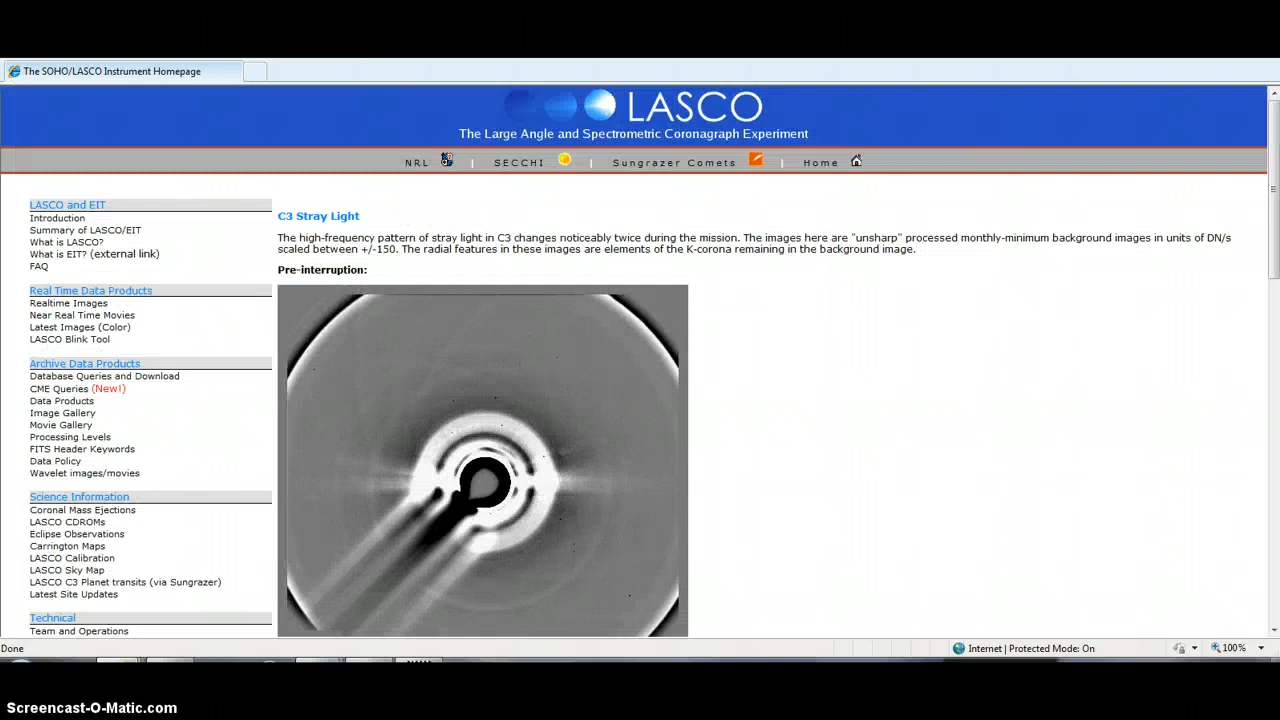 The SOHO/LASCO Instrument Homepage
LASCO
The Large Angle and Spectrometric Coronagraph Experiment
NRL | SECCHI | Sungrazer Comets | Home
LASCO and EIT
Introduction
Summary of LASCO/EIT
What is LASCO?
What is EIT? (external link)
FAQ
Real Time Data Products
Realtime Images
Near Real Time Movies
Latest Images (Color)
LASCO Blink Tool
Archive Data Products
Database Queries and Download
CME Queries (New!)
Data Products
Image Gallery
Movie Gallery
Processing Levels
FITS Header Keywords
Data Policy
Wavelet images/movies
Science Information
Coronal Mass Ejections
LASCO CDROMs
Eclipse Observations
Carrington Maps
LASCO Calibration
LASCO Sky Map
LASCO C3 Planet transits (via Sungrazer)
Latest Site Updates
Technical
Team and Operations
C3 Stray Light
The high-frequency pattern of stray light in C3 changes noticeably twice during the mission. The images here are "unsharp" processed monthly-minimum background images in units of DN/s
scaled between +/-150. The radial features in these images are elements of the K-corona remaining in the background image.
Pre-interruption:
Done
Internet | Protected Mode: On
100%
Screencast-O-Matic.com